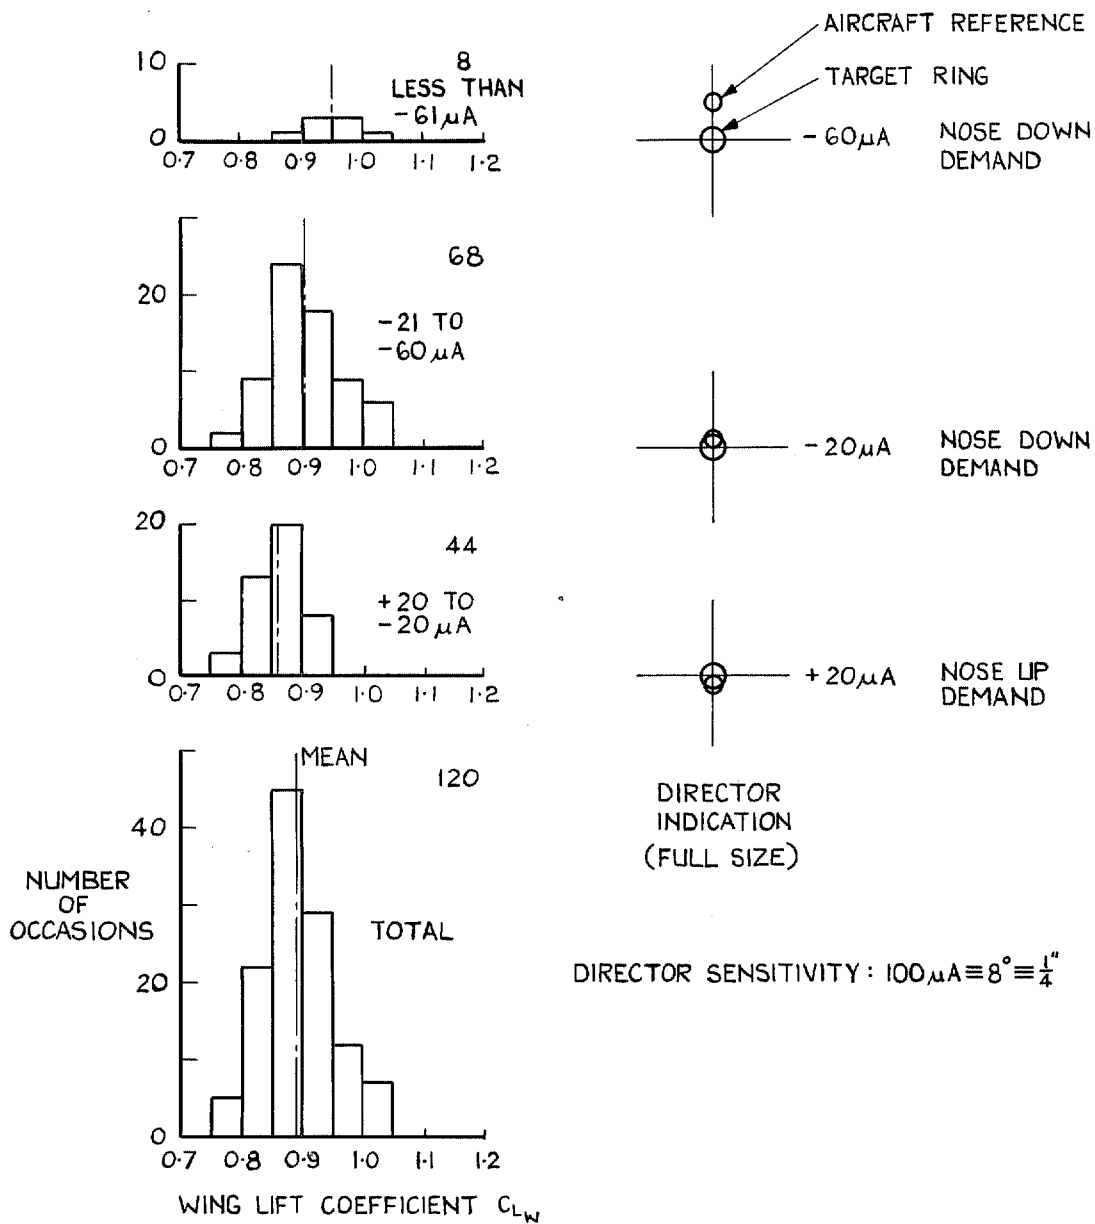 10
8
LESS THAN
-61μA
0
0.7 0.8 0.9 1.0 1.1 1.2
AIRCRAFT REFERENCE
TARGET RING
-60μA NOSE DOWN
DEMAND
68
20
-21 TO
-60μA
0
0.7 0.8 0.9 1.0 1.1 1.2
-20μA NOSE DOWN
DEMAND
20
44
+20 TO
-20μA
0
0.7 0.8 0.9 1.0 1.1 1.2
+20μA NOSE UP
DEMAND
MEAN
120
40
NUMBER
OF
OCCASIONS
TOTAL
20
0
0.7 0.8 0.9 1.0 1.1 1.2
WING LIFT COEFFICIENT CLW
DIRECTOR
INDICATION
(FULL SIZE)
DIRECTOR SENSITIVITY: 100μA≡8°≡1/4"